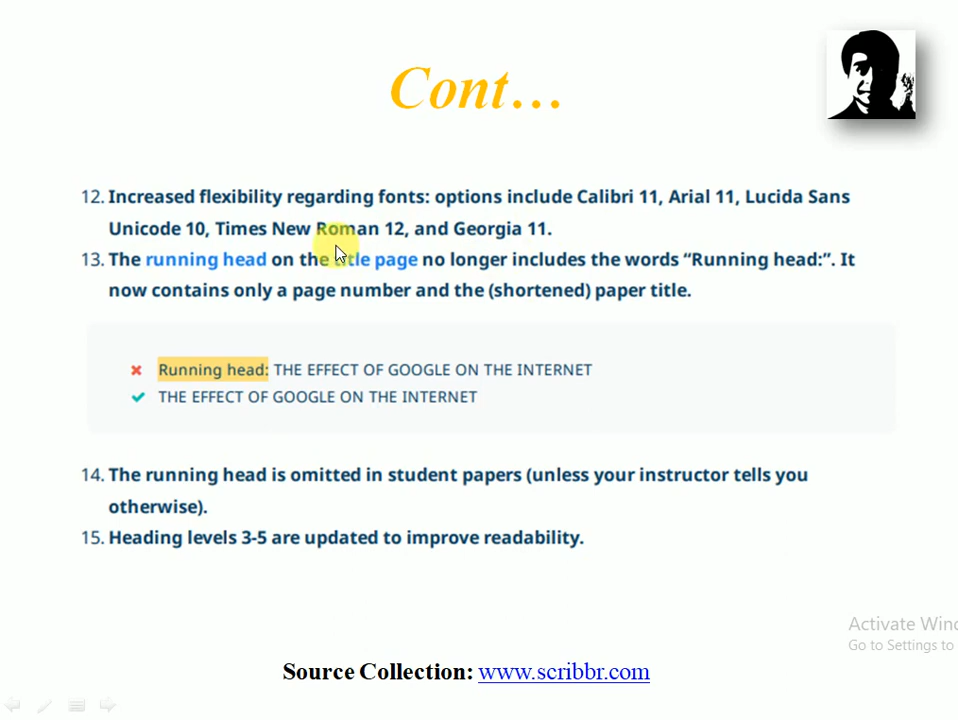 Cont…
12. Increased flexibility regarding fonts: options include Calibri 11, Arial 11, Lucida Sans
Unicode 10, Times New Roman 12, and Georgia 11.
13. The running head on the title page no longer includes the words “Running head:”. It
now contains only a page number and the (shortened) paper title.
Running head: THE EFFECT OF GOOGLE ON THE INTERNET
THE EFFECT OF GOOGLE ON THE INTERNET
14. The running head is omitted in student papers (unless your instructor tells you
otherwise).
15. Heading levels 3-5 are updated to improve readability.
Activate Win
Go to Settings to
Source Collection: www.scribbr.com